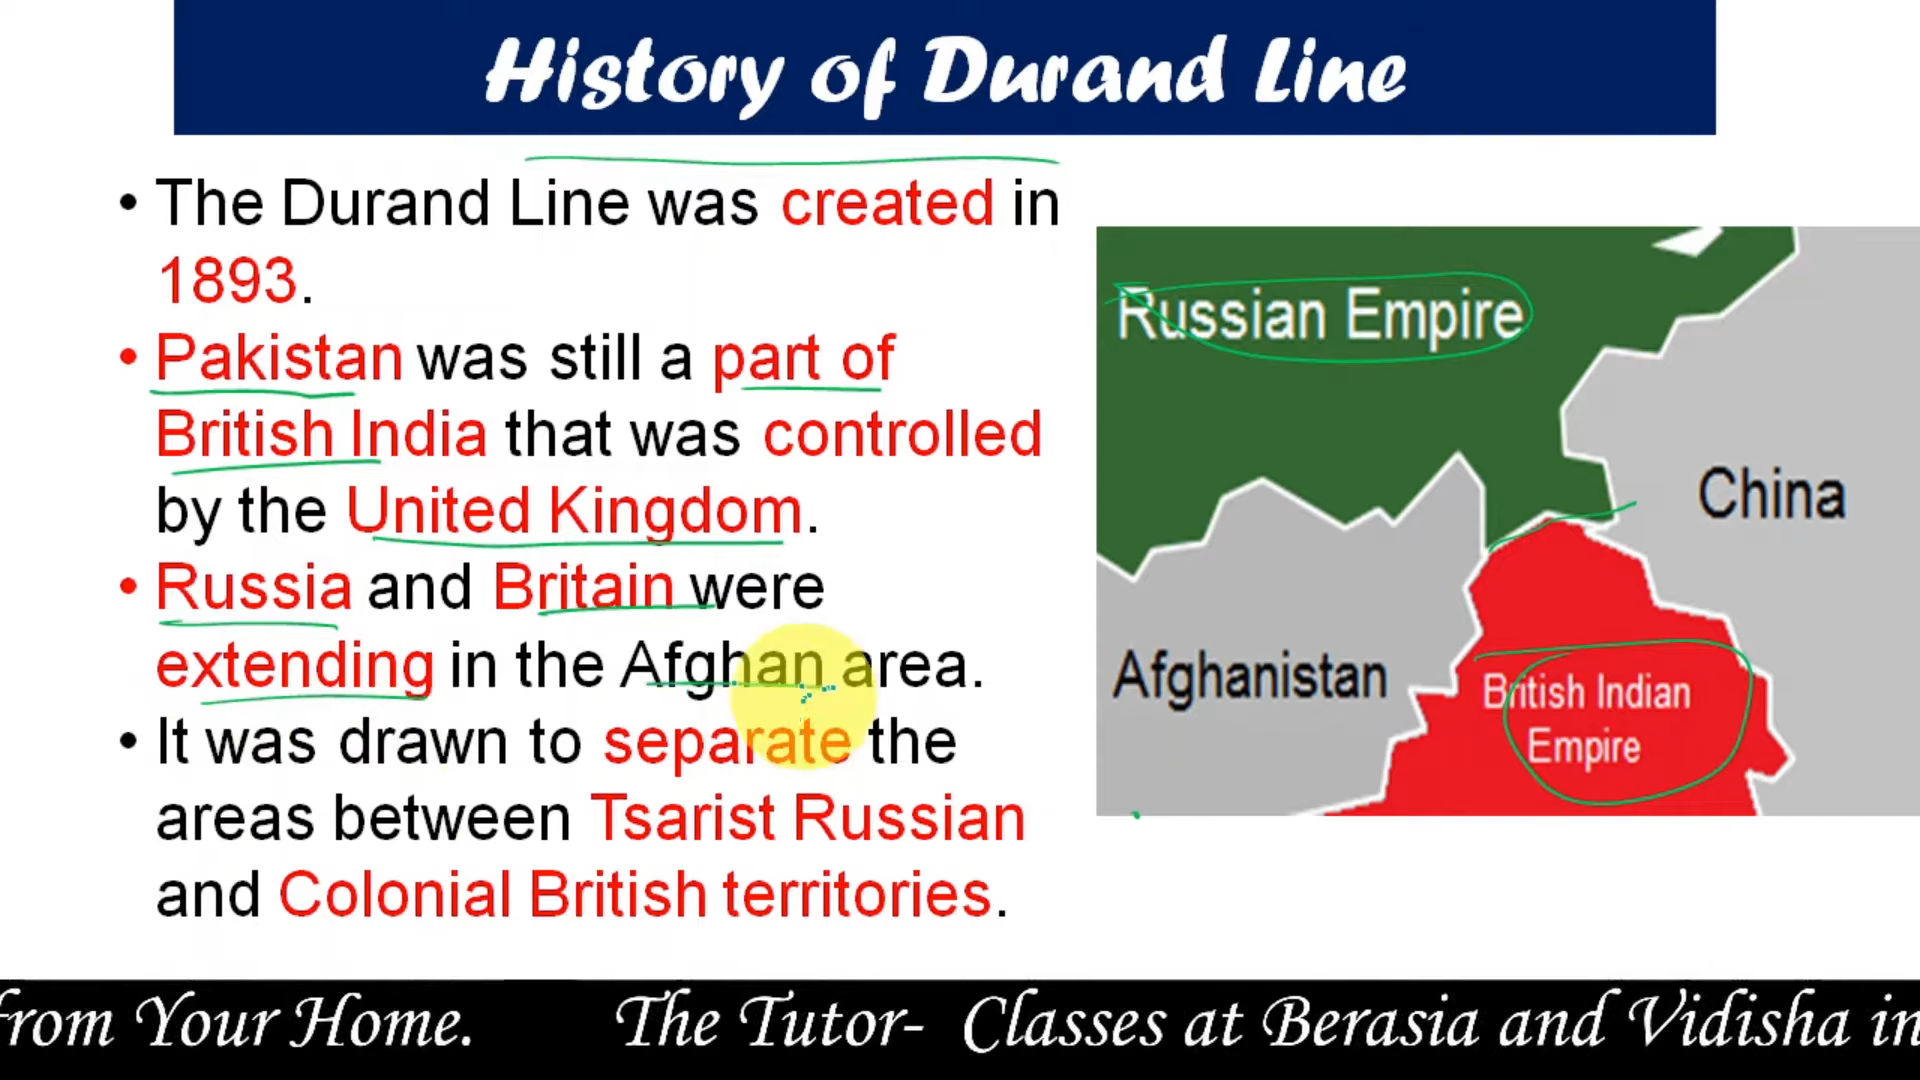 History of Durand Line
• The Durand Line was created in
1893.
• Pakistan was still a part of
British India that was controlled
by the United Kingdom.
• Russia and Britain were
extending in the Afghan area.
• It was drawn to separate the
areas between Tsarist Russian
and Colonial British territories.
Russian Empire
China
Afghanistan
British Indian
Empire
from Your Home. The Tutor- Classes at Berasia and Vidisha in